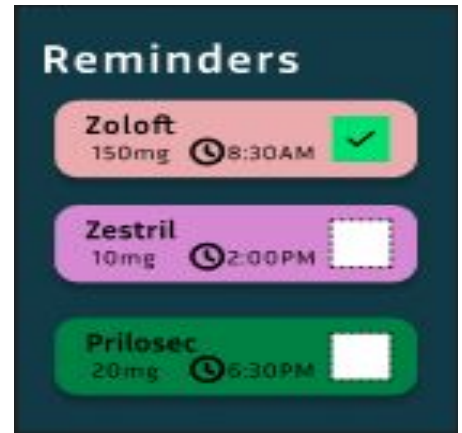 Reminders
Zoloft
150mg 8:30AM
Zestril
10mg 2:00PM
Prilosec
20mg 6:30PM